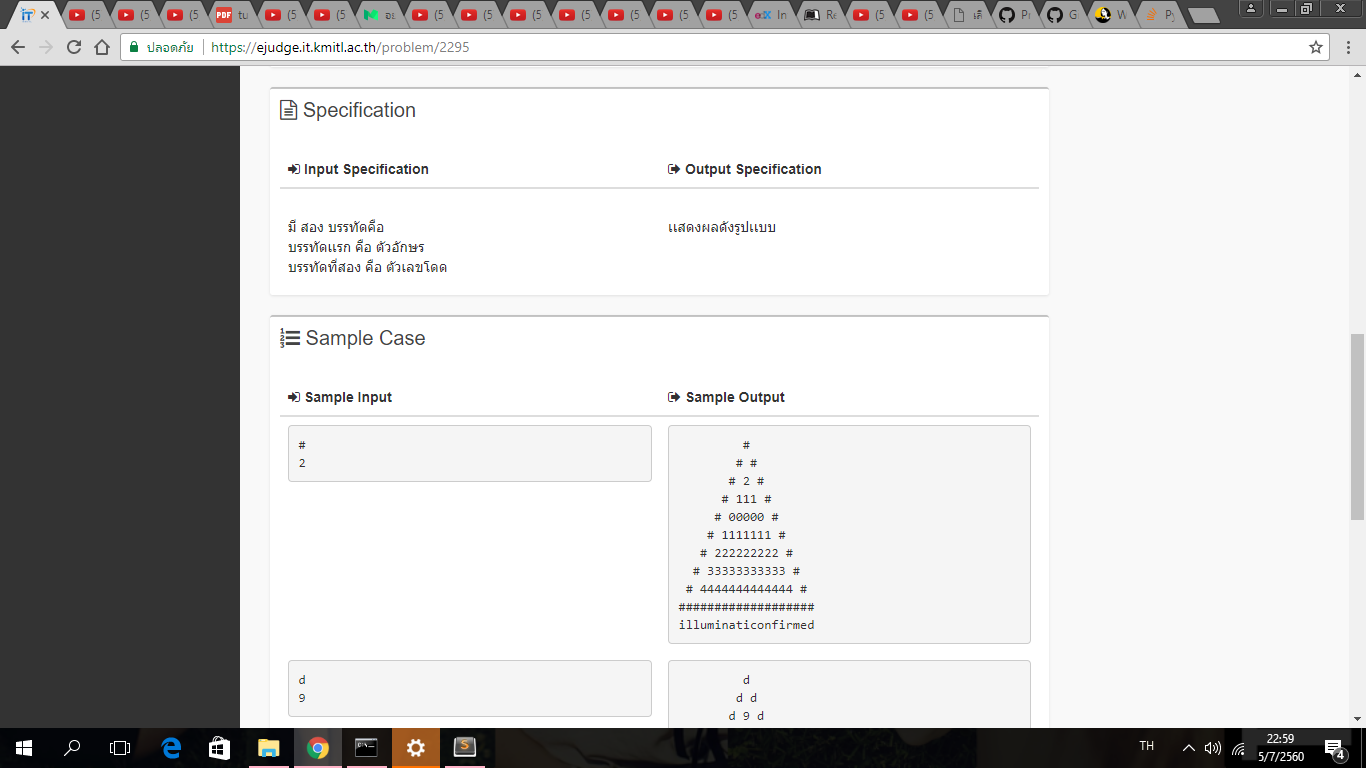 (5
(5
(5
PDF tu
(5
(5
M
(5
(5
(5
(5
(5
(5
(5
eX In
Re
(5
(5
Pr
G
W
Py
ปลอดภัย https://ejudge.it.kmitl.ac.th/problem/2295
Specification
Input Specification Output Specification
มี สอง บรรทัดคือ แสดงผลดังรูปแบบ
บรรทัดแรก คือ ตัวอักษร
บรรทัดที่สอง คือ ตัวเลขโดด
Sample Case
Sample Input Sample Output
#
2
         #
        # #
       # 2 #
      # 111 #
     # 00000 #
    # 1111111 #
   # 222222222 #
  # 33333333333 #
 # 4444444444444 #
###################
illuminaticonfirmed
d
9
         d
        d d
       d 9 d
TH
22:59
5/7/2560
4